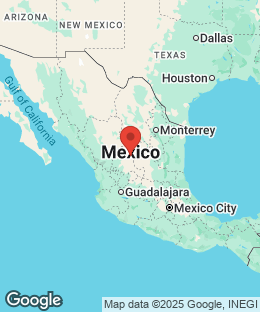 ARIZONA
NEW MEXICO
Dallas
TEXAS
Houston
Gulf of California
Monterrey
Mexico
Guadalajara
Mexico City
Google
Map data ©2025 Google, INEGI